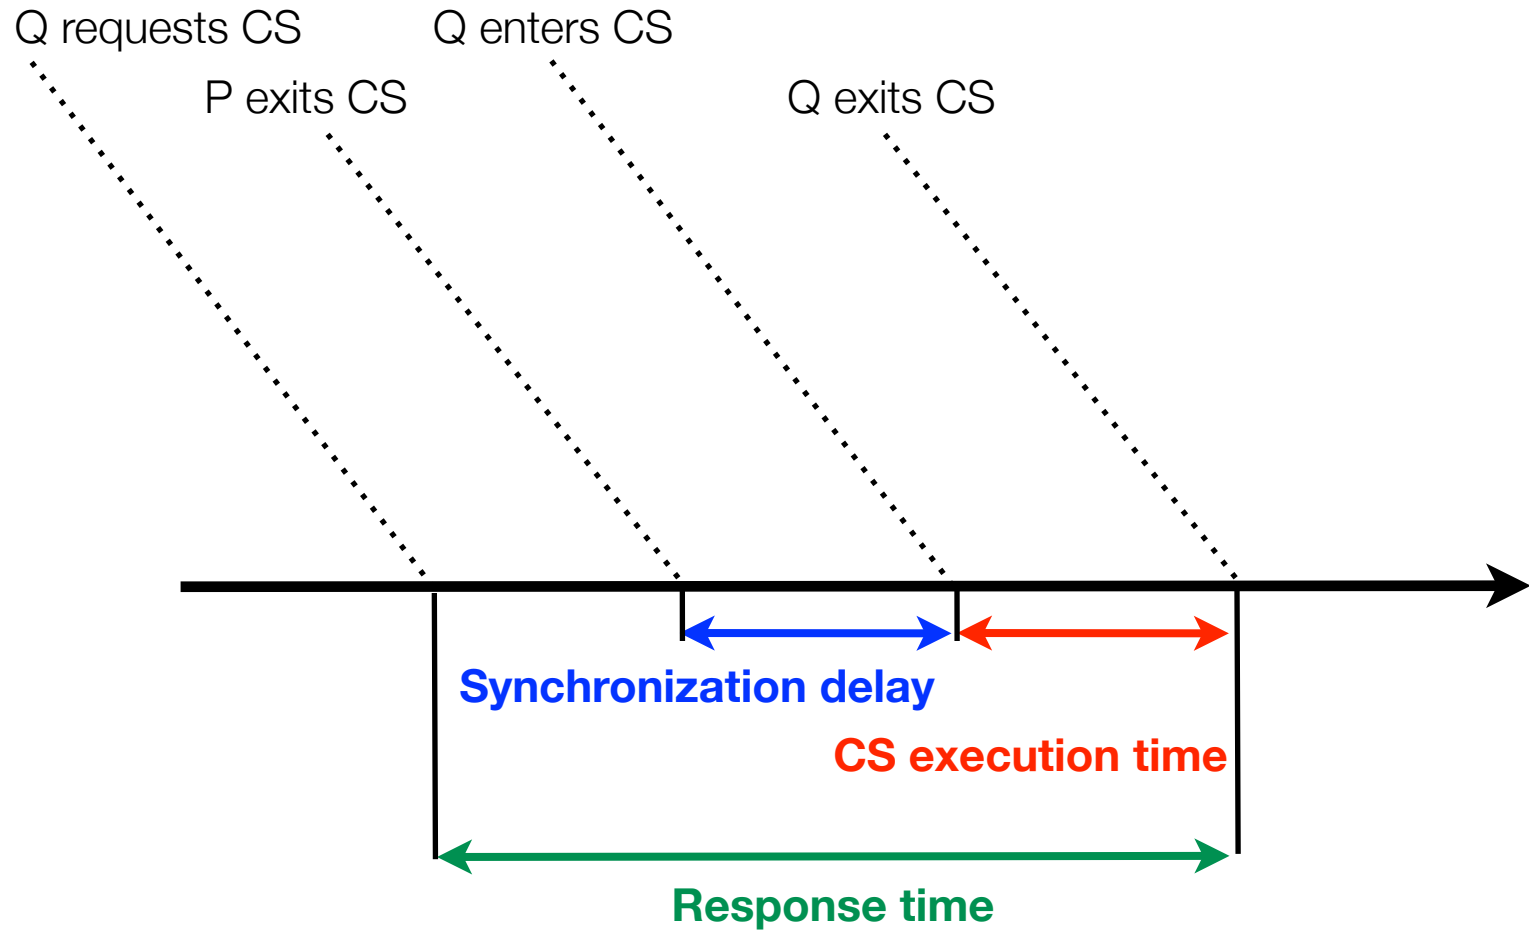 Q requests CS
Q enters CS
P exits CS
Q exits CS
Synchronization delay
CS execution time
Response time